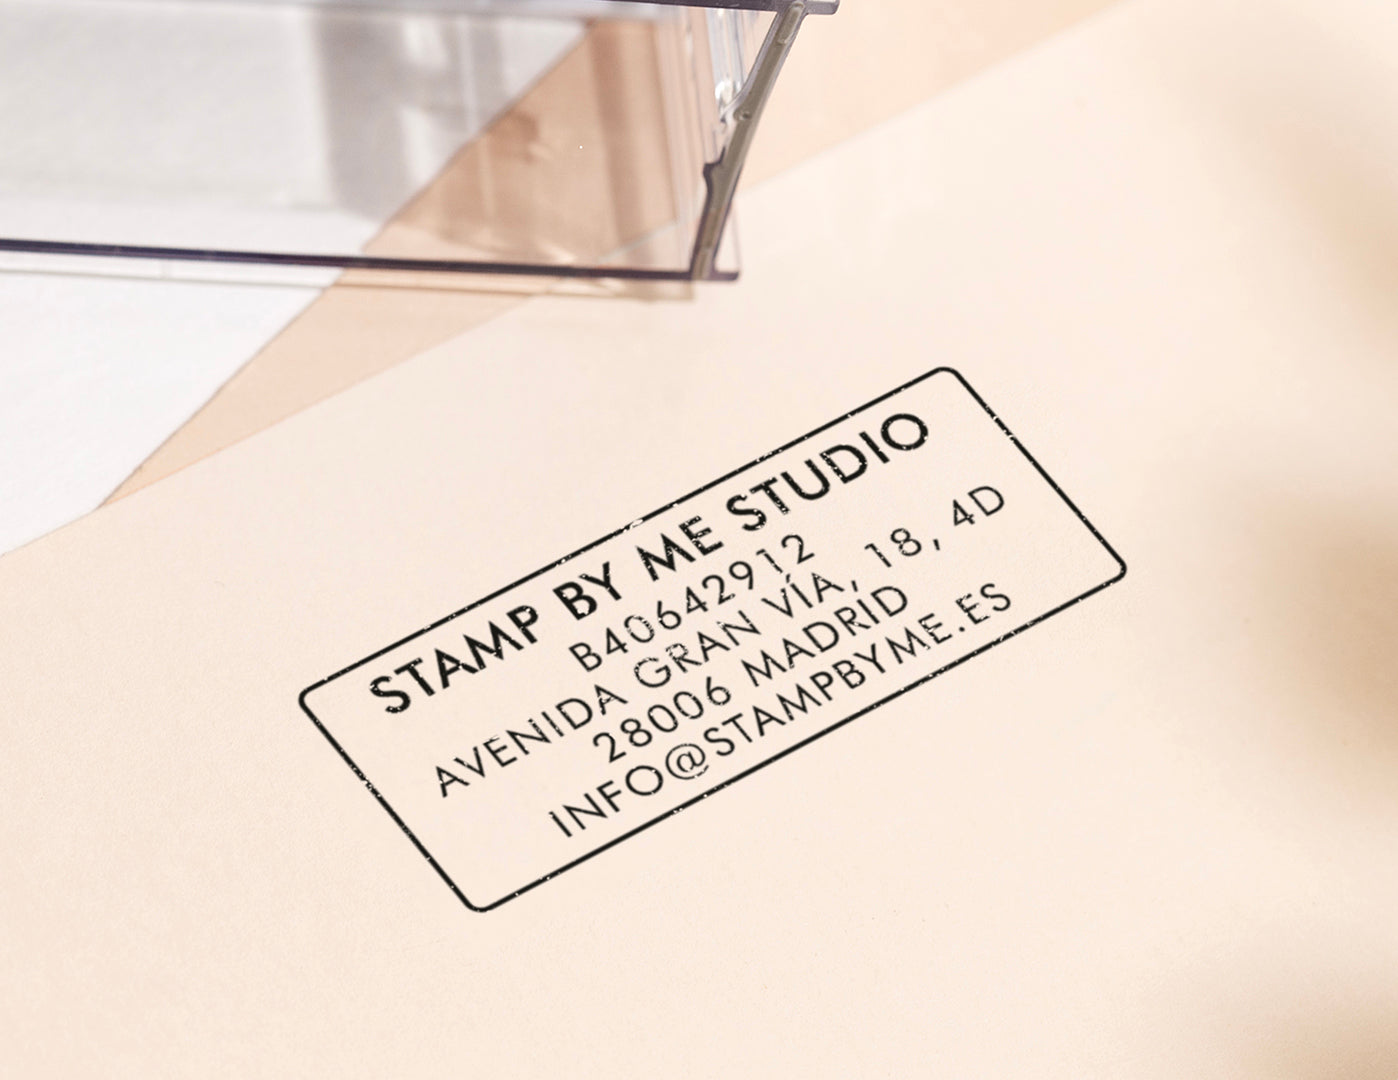 STAMP BY ME STUDIO
B40642912
AVENIDA GRAN VÍA, 18, 4D
28006 MADRID
INFO@STAMPBYME.ES